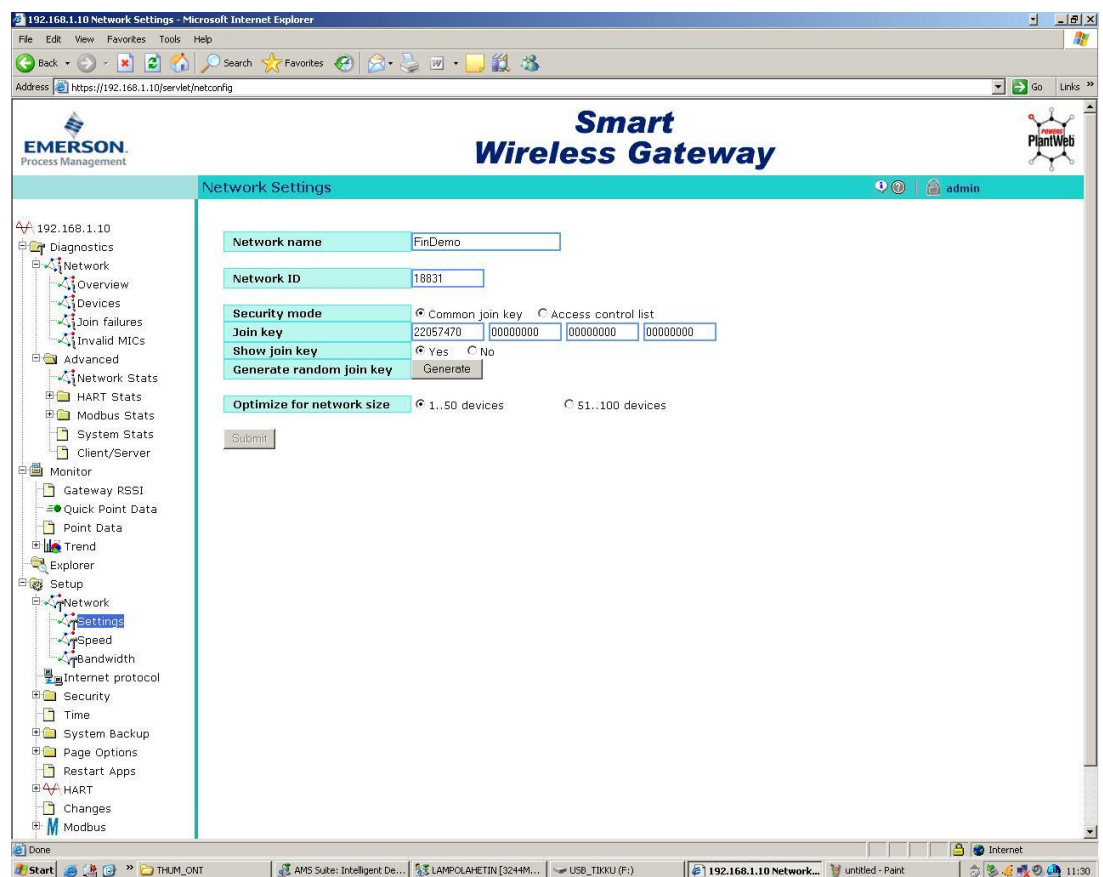 192.168.1.10 Network Settings - Microsoft Internet Explorer
File Edit View Favorites Tools Help
Back Search Favorites
Address https://192.168.1.10/servlet/netconfig Go Links »
EMERSON.
Process Management
Smart
Wireless Gateway
POWERS
PlantWeb
Network Settings
admin
192.168.1.10
Diagnostics
Network
Overview
Devices
Join failures
Invalid MICs
Advanced
Network Stats
HART Stats
Modbus Stats
System Stats
Client/Server
Monitor
Gateway RSSI
Quick Point Data
Point Data
Trend
Explorer
Setup
Network
Settings
Speed
Bandwidth
Internet protocol
Security
Time
System Backup
Page Options
Restart Apps
HART
Changes
Modbus
Network name FinDemo
Network ID 18831
Security mode Common join key Access control list
Join key 22057470 00000000 00000000 00000000
Show join key Yes No
Generate random join key Generate
Optimize for network size 1..50 devices 51..100 devices
Submit
Done Internet
Start » THUM_ONT AMS Suite: Intelligent De... LAMPOLAHETIN [3244M... USB_TIKKU (F:) 192.168.1.10 Network... untitled - Paint 11:30